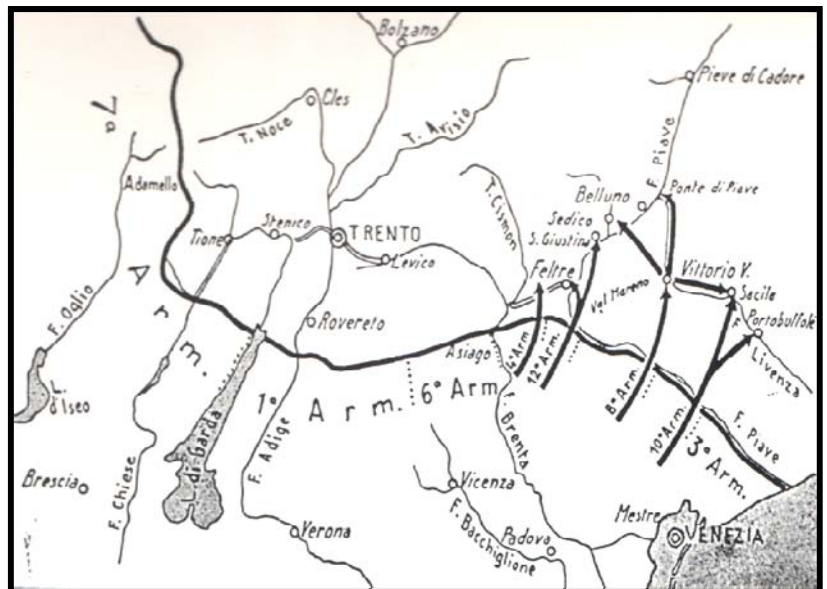 Bolzano
Cles
T. Noce
T. Avisio
Pieve di Cadore
F. Piave
7a
Arm.
Adamello
Tione
Stenico
TRENTO
Levico
T. Cismon
Belluno
Sedico
S. Giustina
Ponte di Piave
Feltre
Val Mareno
Vittorio V.
Sacile
Portobuffolè
Livenza
F. Oglio
L. d'Iseo
Rovereto
Asiago
4ª Arm.
12ª Arm.
8ª Arm.
10ª Arm.
3ª Arm.
F. Piave
1ª Arm.
6ª Arm.
F. Brenta
L. di Garda
F. Adige
Brescia
F. Chiese
Verona
Vicenza
F. Bacchiglione
Padova
Mestre
VENEZIA